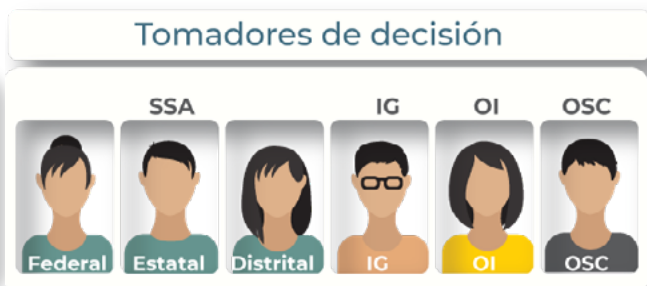 Tomadores de decisión
SSA IG OI OSC
Federal Estatal Distrital IG OI OSC